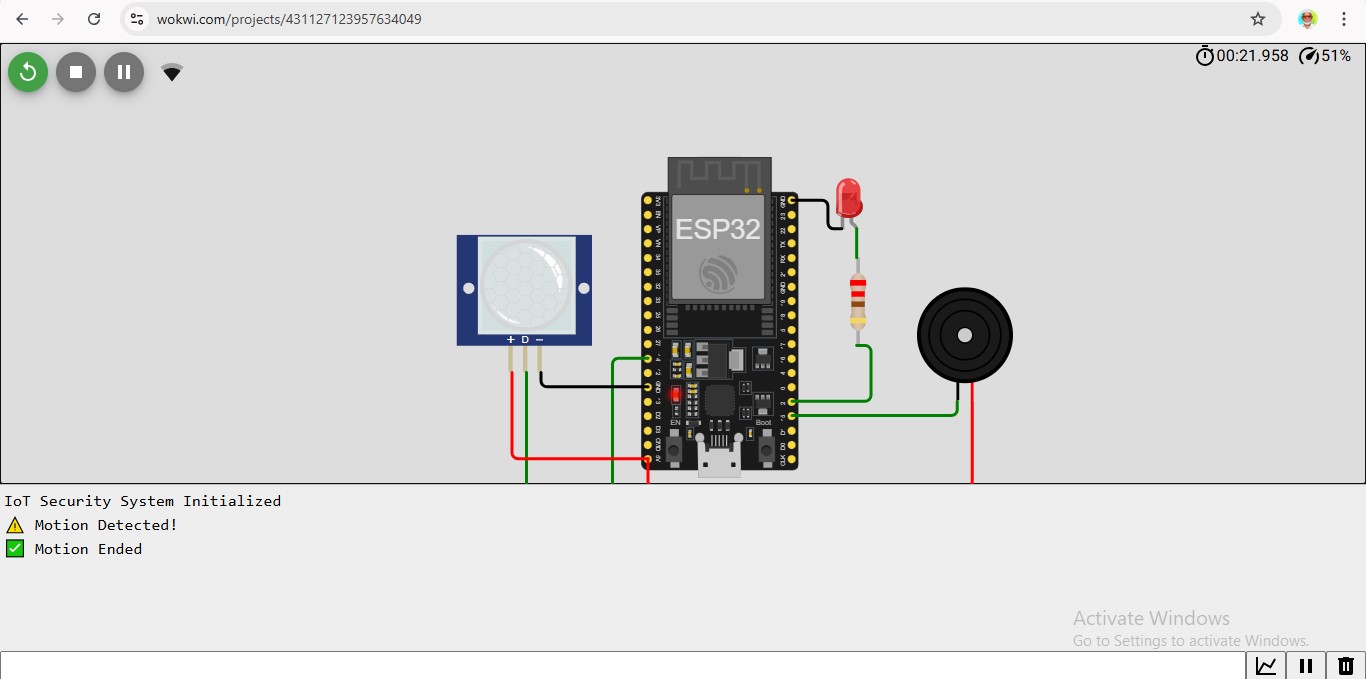 wokwi.com/projects/431127123957634049
00:21.958 51%
ESP32
+ D −
EN
Boot
IoT Security System Initialized
Motion Detected!
Motion Ended
Activate Windows
Go to Settings to activate Windows.